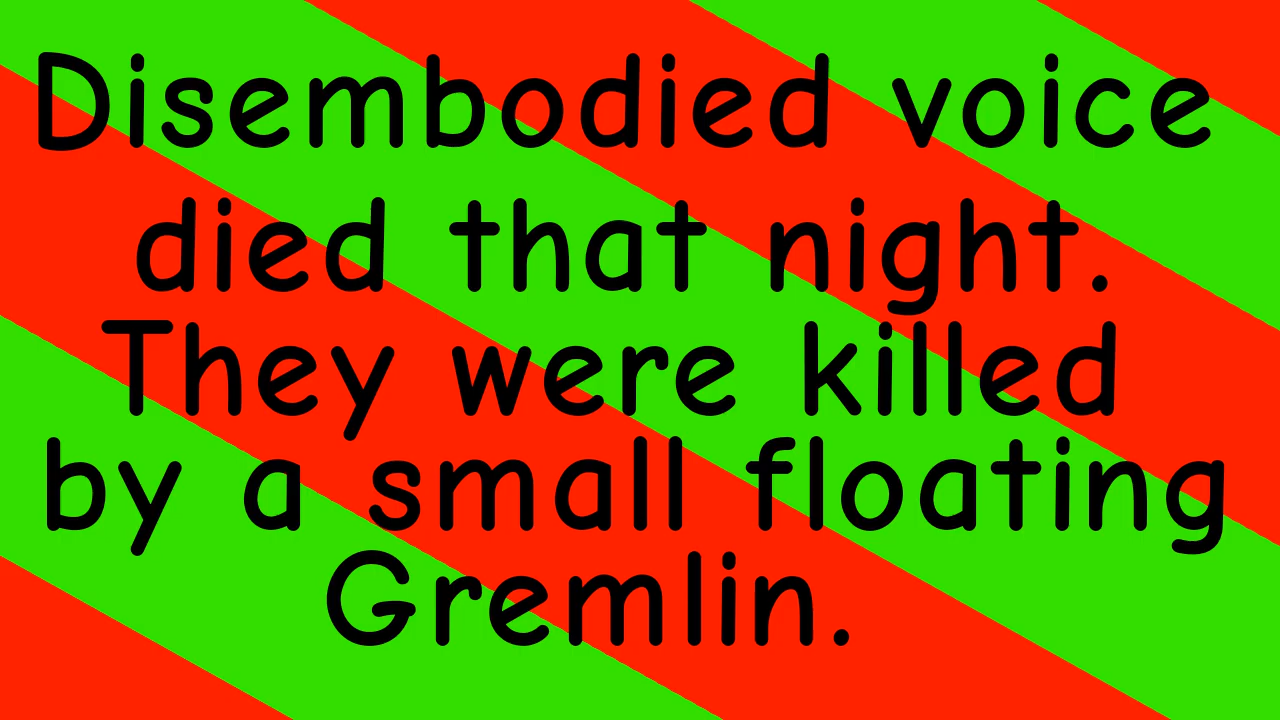 Disembodied voice
died that night.
They were killed
by a small floating
Gremlin.